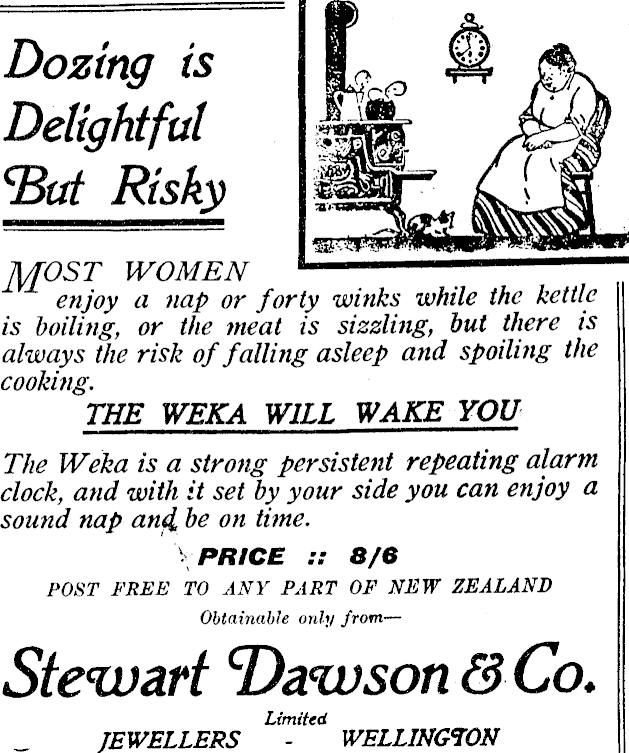 Dozing is
Delightful
But Risky
MOST WOMEN
enjoy a nap or forty winks while the kettle
is boiling, or the meat is sizzling, but there is
always the risk of falling asleep and spoiling the
cooking.
THE WEKA WILL WAKE YOU
The Weka is a strong persistent repeating alarm
clock, and with it set by your side you can enjoy a
sound nap and be on time.
PRICE :: 8/6
POST FREE TO ANY PART OF NEW ZEALAND
Obtainable only from—
Stewart Dawson & Co.
Limited
JEWELLERS - WELLINGTON